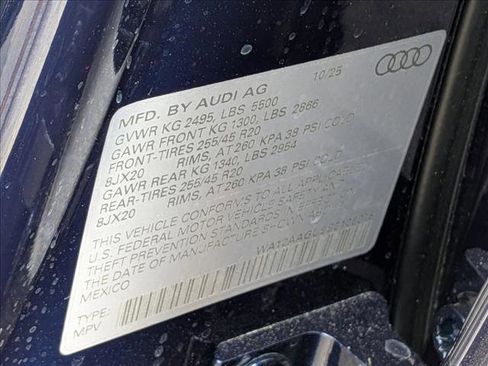 MFD. BY AUDI AG 10/25
GVWR KG 2495, LBS 5500
GAWR FRONT KG 1300, LBS 2866
FRONT-TIRES 255/45 R20
8JX20 RIMS, AT 260 KPA 38 PSI COLD
GAWR REAR KG 1340, LBS 2954
REAR-TIRES 255/45 R20
8JX20 RIMS, AT 260 KPA 38 PSI COLD
THIS VEHICLE CONFORMS TO ALL APPLICABLE
U.S. FEDERAL MOTOR VEHICLE SAFETY AND
THEFT PREVENTION STANDARDS IN
THE DATE OF MANUFACTURE SHOWN
MEXICO
TYPE:
MPV